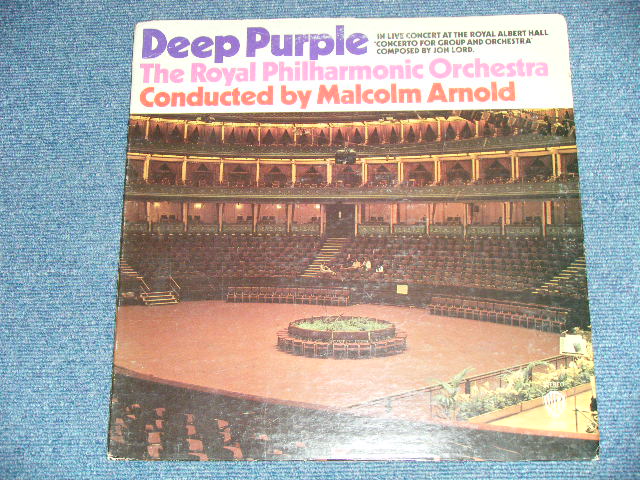 Deep Purple
IN LIVE CONCERT AT THE ROYAL ALBERT HALL
'CONCERTO FOR GROUP AND ORCHESTRA'
COMPOSED BY JON LORD.
The Royal Philharmonic Orchestra
Conducted by Malcolm Arnold
STEREO